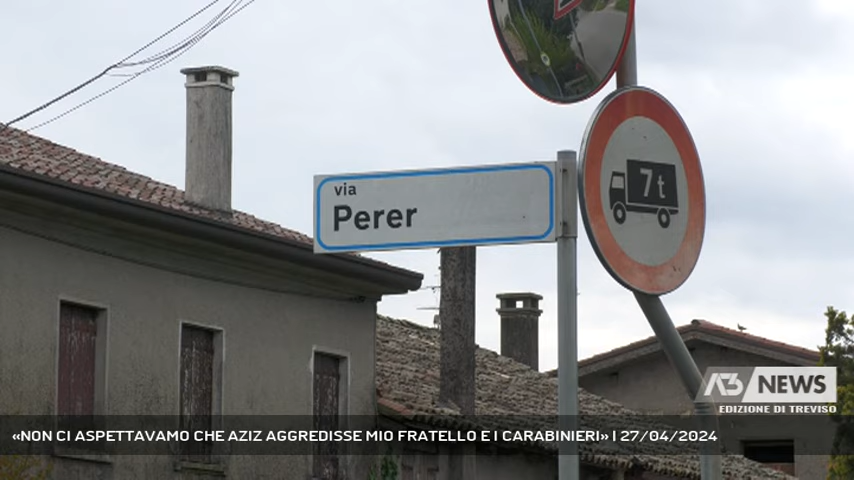 via
Perer
7t
A3 NEWS
EDIZIONE DI TREVISO
«NON CI ASPETTAVAMO CHE AZIZ AGGREDISSE MIO FRATELLO E I CARABINIERI» | 27/04/2024